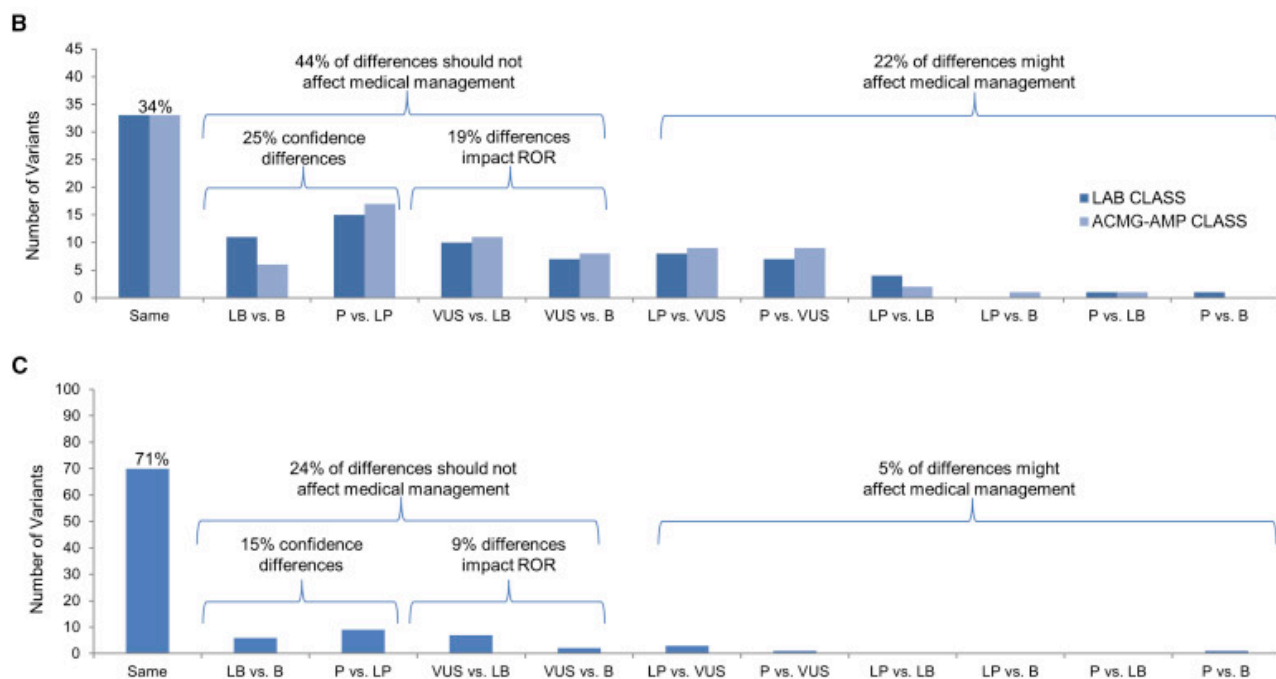 B
45
40
35
30
25
20
15
10
5
0
Number of Variants
34%
44% of differences should not
affect medical management
22% of differences might
affect medical management
25% confidence
differences
19% differences
impact ROR
LAB CLASS
ACMG-AMP CLASS
Same LB vs. B P vs. LP VUS vs. LB VUS vs. B LP vs. VUS P vs. VUS LP vs. LB LP vs. B P vs. LB P vs. B
C
100
90
80
70
60
50
40
30
20
10
0
Number of Variants
71%
24% of differences should not
affect medical management
5% of differences might
affect medical management
15% confidence
differences
9% differences
impact ROR
Same LB vs. B P vs. LP VUS vs. LB VUS vs. B LP vs. VUS P vs. VUS LP vs. LB LP vs. B P vs. LB P vs. B